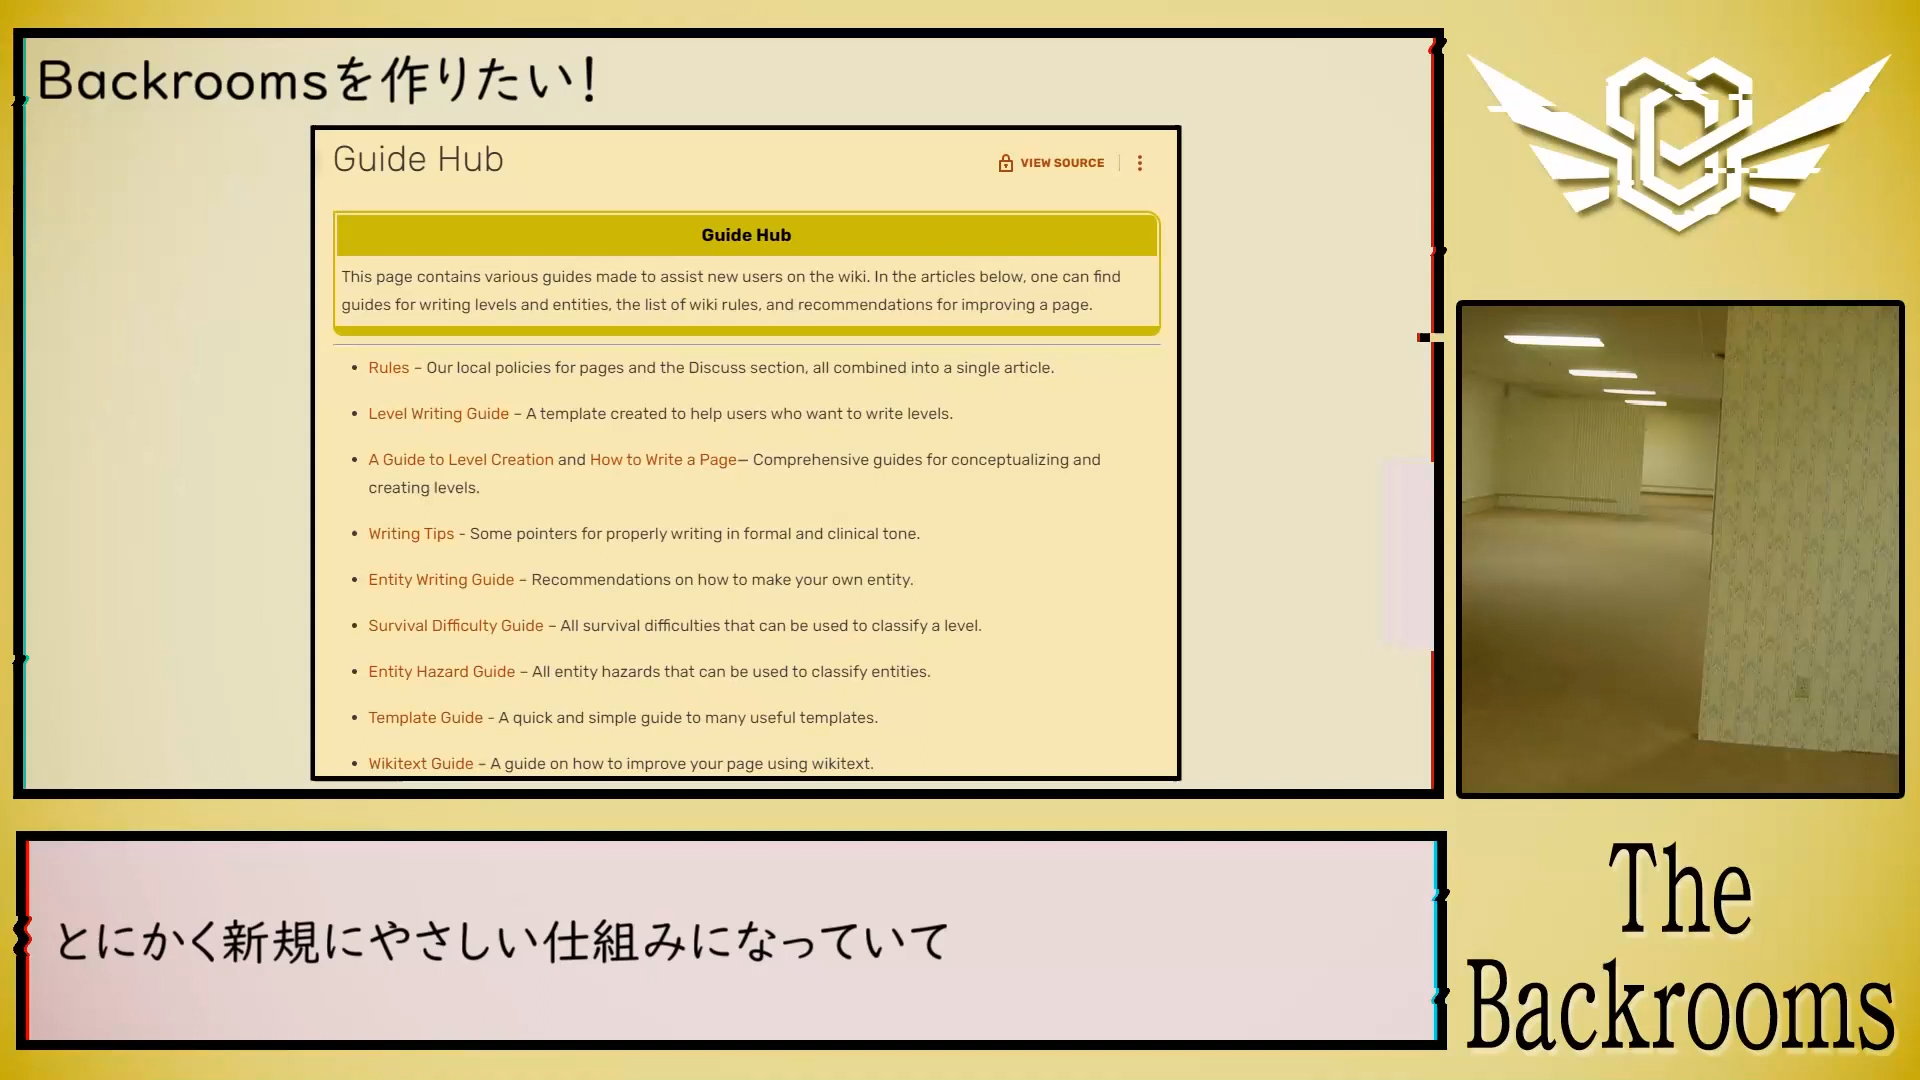 Backroomsを作りたい!
Guide Hub
VIEW SOURCE
Guide Hub
This page contains various guides made to assist new users on the wiki. In the articles below, one can find
guides for writing levels and entities, the list of wiki rules, and recommendations for improving a page.
• Rules – Our local policies for pages and the Discuss section, all combined into a single article.
• Level Writing Guide – A template created to help users who want to write levels.
• A Guide to Level Creation and How to Write a Page— Comprehensive guides for conceptualizing and
creating levels.
• Writing Tips - Some pointers for properly writing in formal and clinical tone.
• Entity Writing Guide – Recommendations on how to make your own entity.
• Survival Difficulty Guide – All survival difficulties that can be used to classify a level.
• Entity Hazard Guide – All entity hazards that can be used to classify entities.
• Template Guide - A quick and simple guide to many useful templates.
• Wikitext Guide – A guide on how to improve your page using wikitext.
とにかく新規にやさしい仕組みになっていて
The
Backrooms